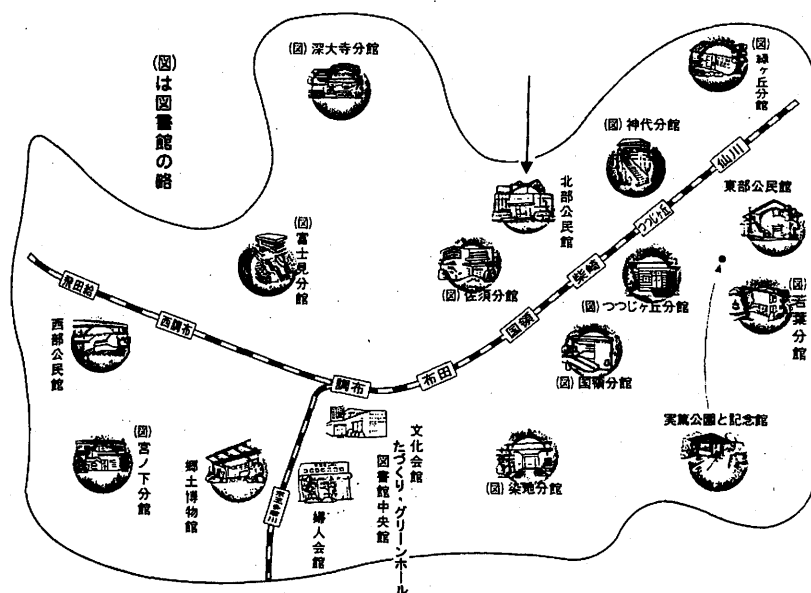 (図)は図書館の略
(図) 深大寺分館
(図)
緑ヶ丘分館
(図) 神代分館
仙川
東部公民館
北部公民館
つつじヶ丘
(図)
富士見分館
(図) 佐須分館
柴崎
(図) つつじヶ丘分館
(図)
若葉分館
飛田給
西調布
国領
西部公民館
布田
調布
(図) 国領分館
実篤公園と記念館
(図)
宮ノ下分館
郷土博物館
婦人会館
文化会館
たづくり・グリーンホール
図書館中央館
(図) 染地分館